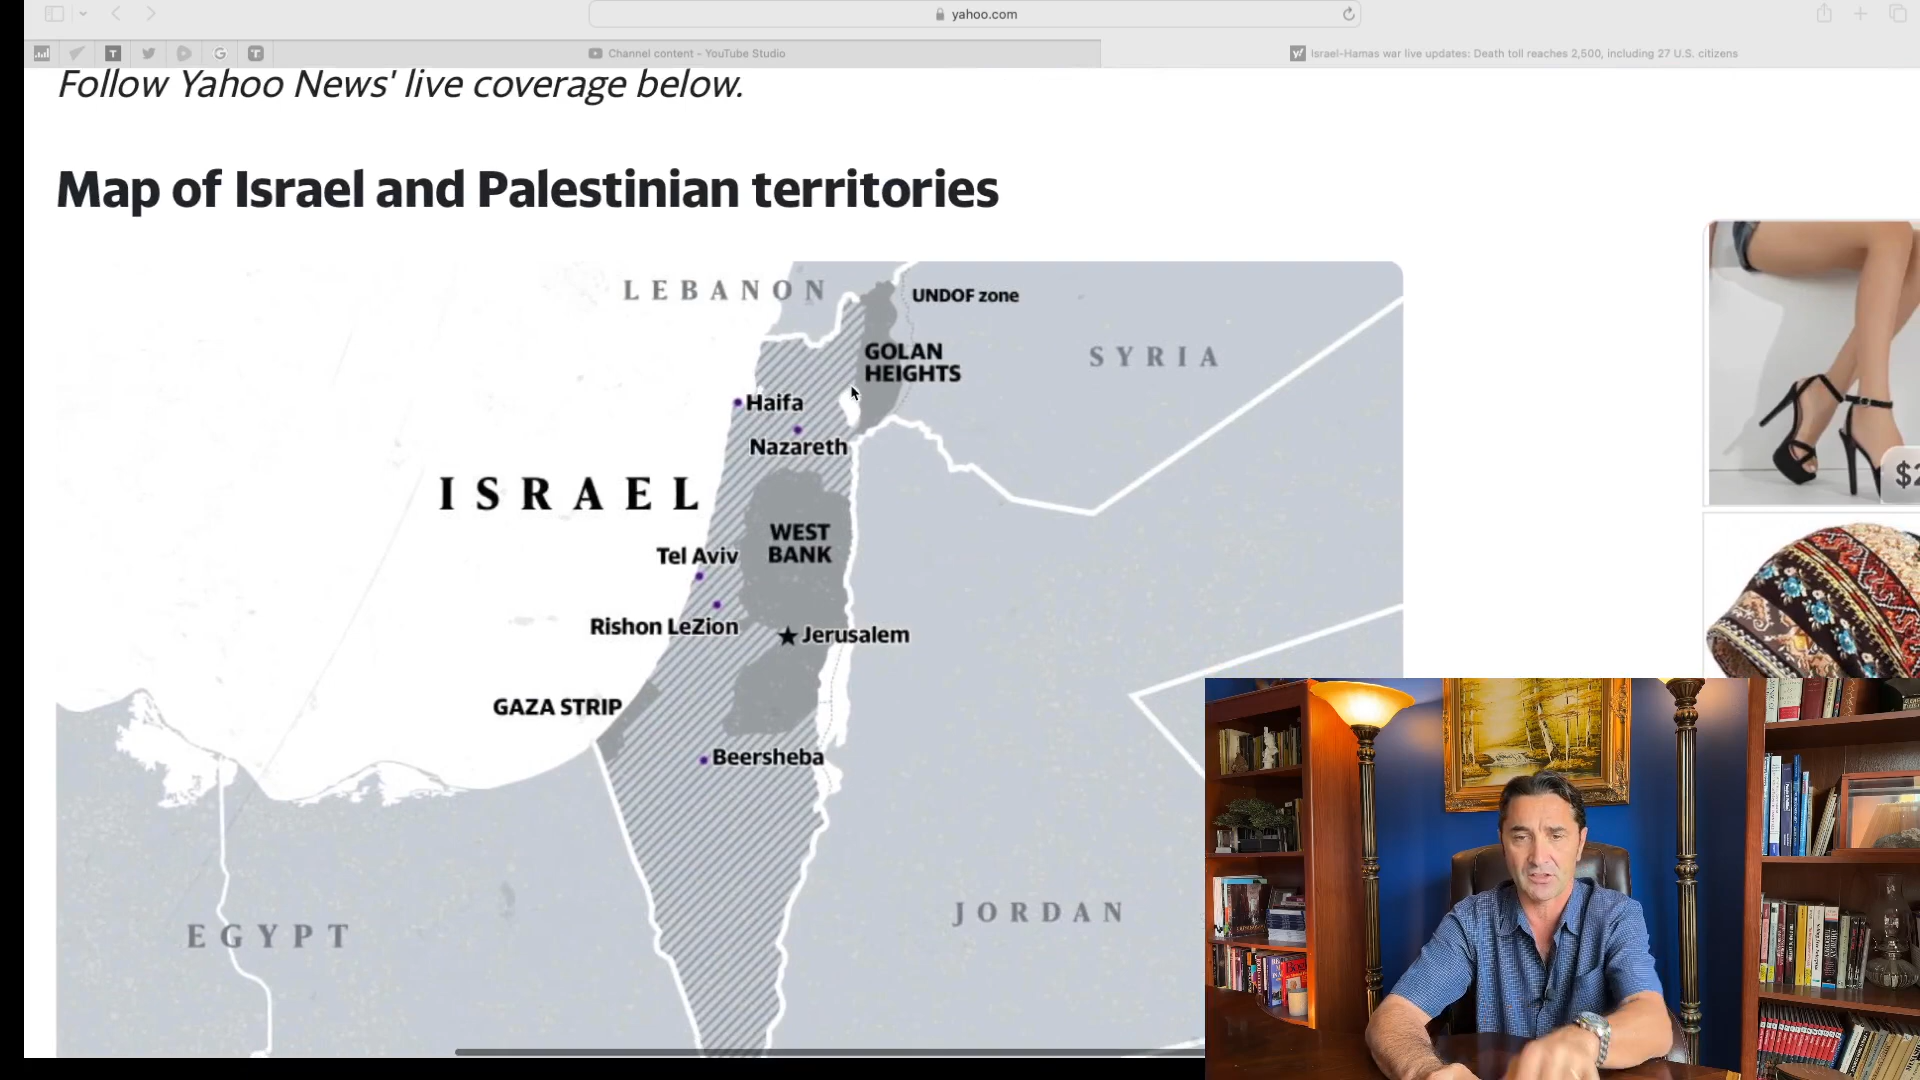 yahoo.com
Channel content - YouTube Studio
Israel-Hamas war live updates: Death toll reaches 2,500, including 27 U.S. citizens
Follow Yahoo News' live coverage below.
Map of Israel and Palestinian territories
LEBANON
UNDOF zone
SYRIA
GOLAN
HEIGHTS
Haifa
Nazareth
ISRAEL
WEST
BANK
Tel Aviv
Rishon LeZion
Jerusalem
GAZA STRIP
Beersheba
JORDAN
EGYPT